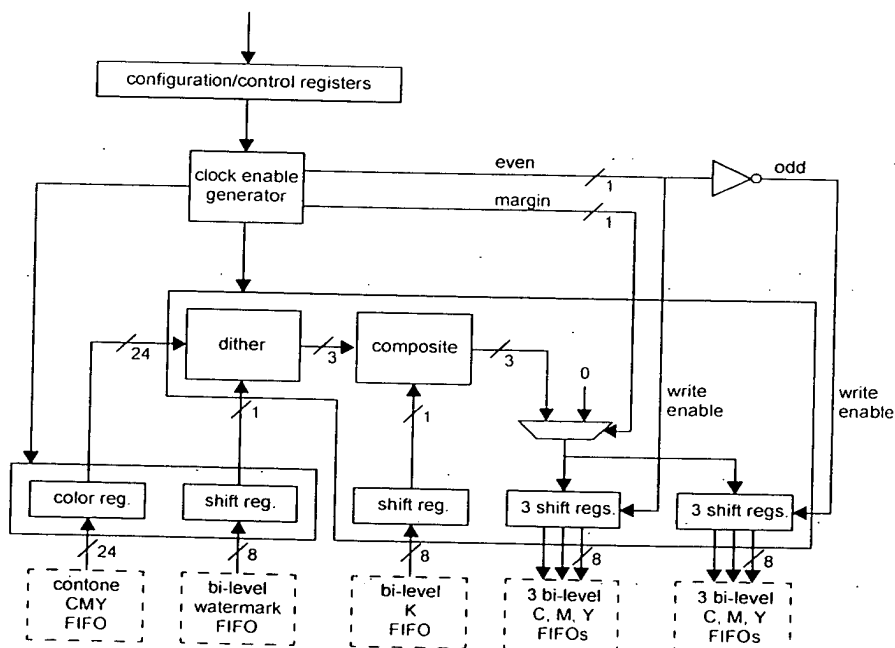 configuration/control registers
clock enable
generator
even
1
margin
1
odd
24
dither
3
composite
3
0
1
1
write
enable
write
enable
color reg.
shift reg.
shift reg.
3 shift regs.
3 shift regs.
24
8
8
8
8
contone
CMY
FIFO
bi-level
watermark
FIFO
bi-level
K
FIFO
3 bi-level
C, M, Y
FIFOs
3 bi-level
C, M, Y
FIFOs